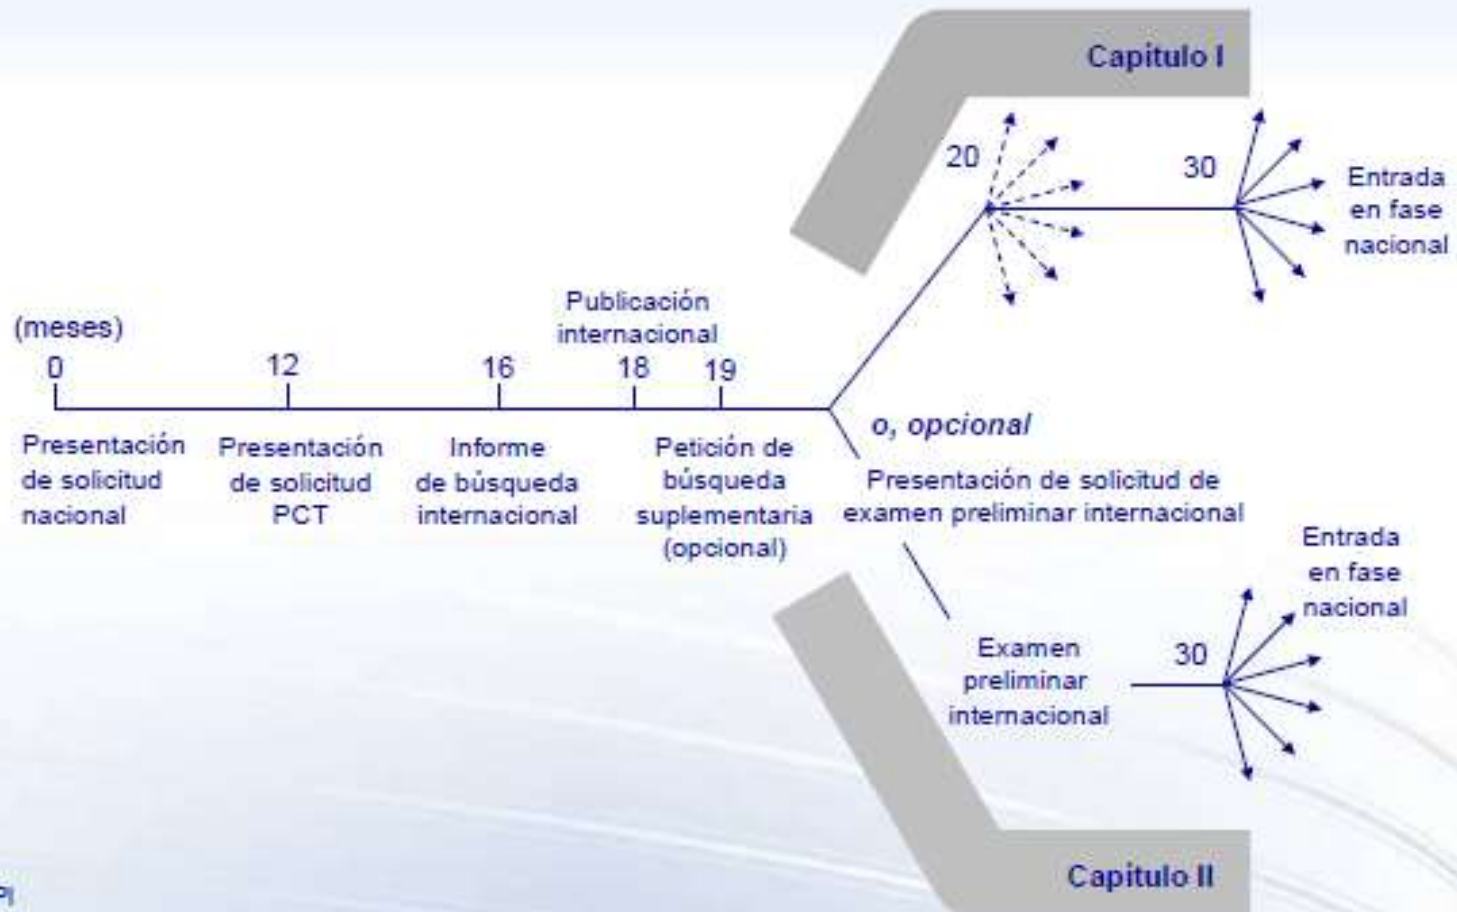 Capitulo I
20
30
Entrada
en fase
nacional
Publicación
internacional
(meses)
0
12
16
18
19
Presentación
de solicitud
nacional
Presentación
de solicitud
PCT
Informe
de búsqueda
internacional
Petición de
búsqueda
suplementaria
(opcional)
o, opcional
Presentación de solicitud de
examen preliminar internacional
Entrada
en fase
nacional
Examen
preliminar
internacional
30
Capitulo II